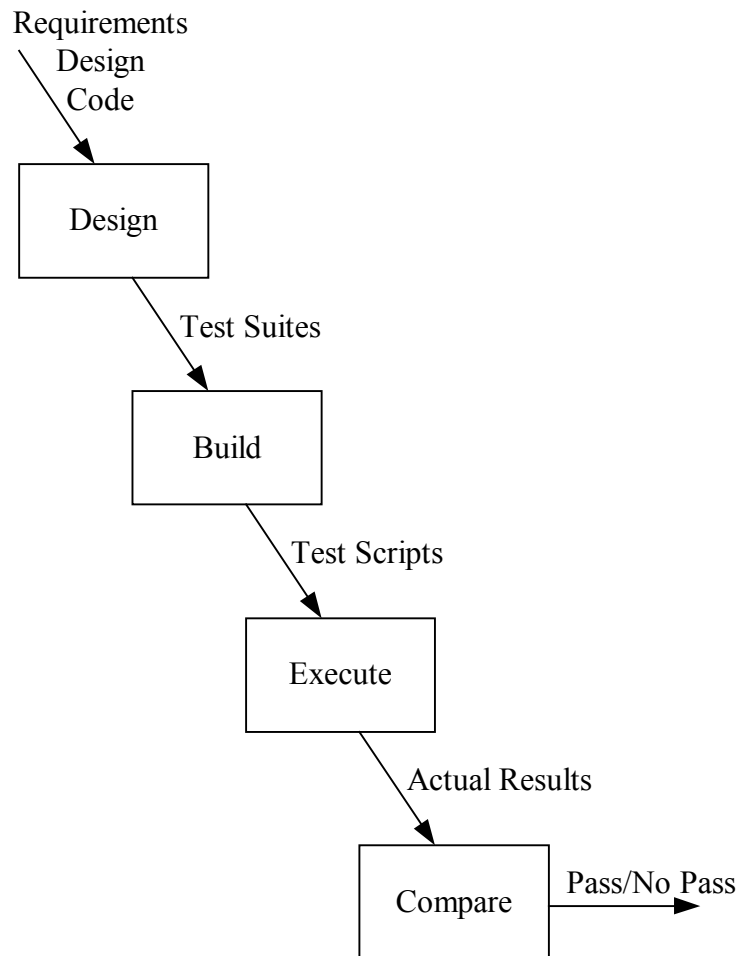 Requirements
Design
Code
Design
Test Suites
Build
Test Scripts
Execute
Actual Results
Compare
Pass/No Pass